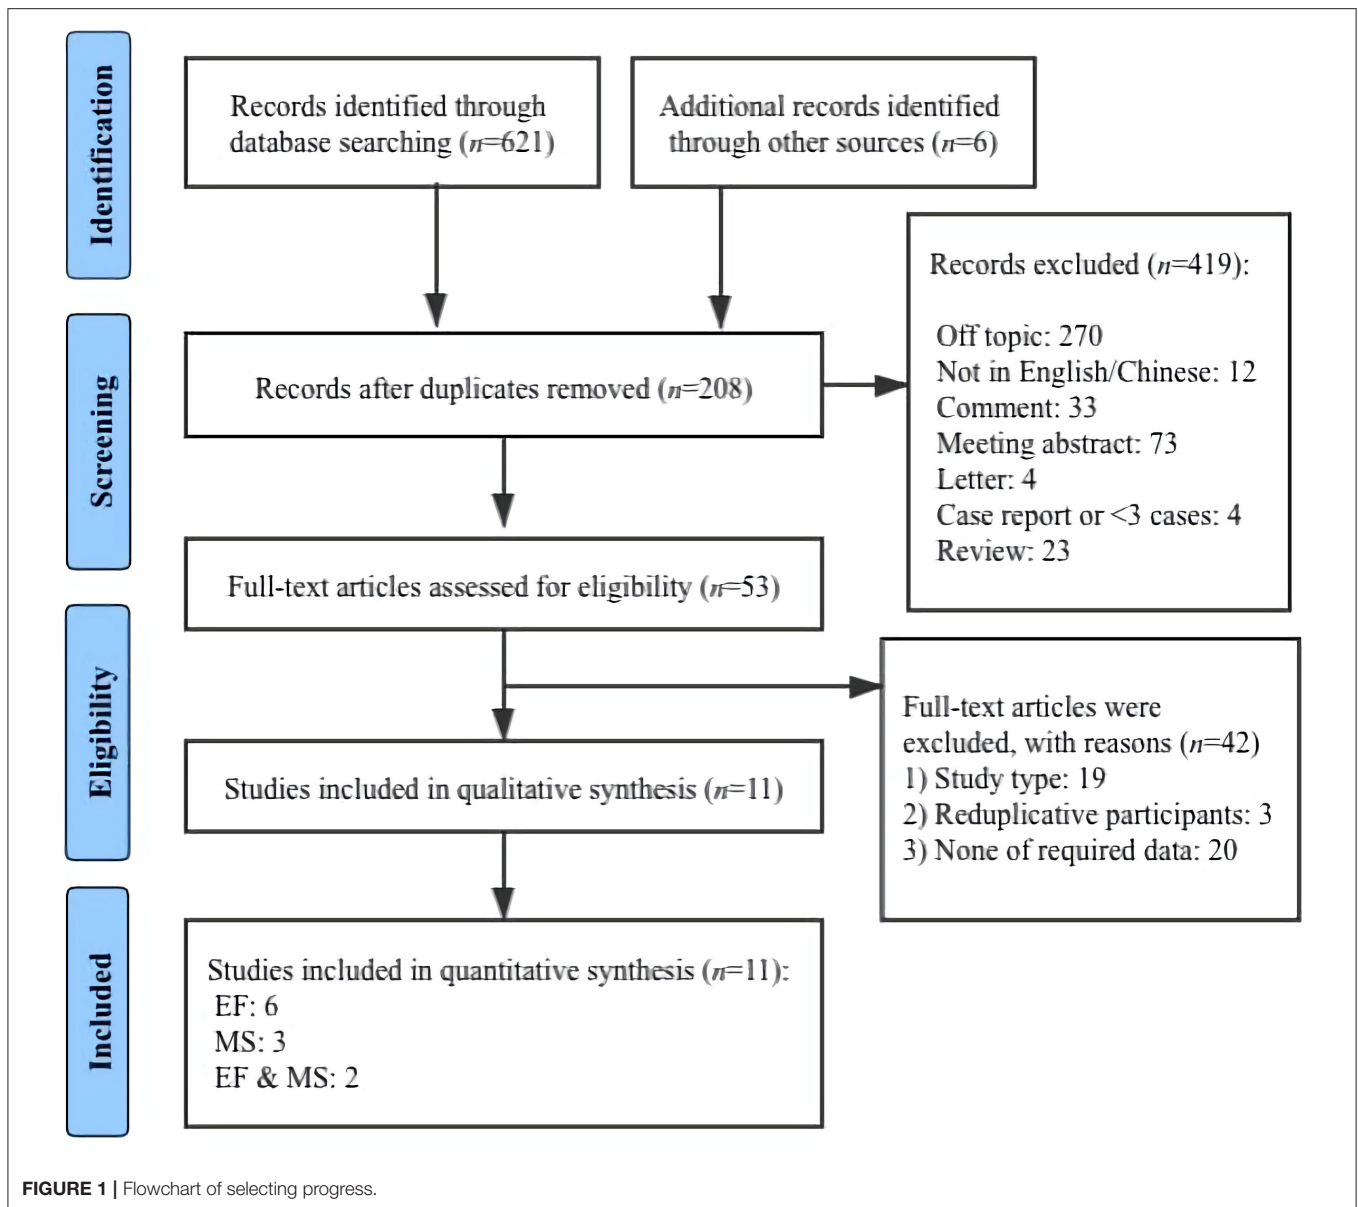 Identification
Records identified through
database searching (n=621)
Additional records identified
through other sources (n=6)
Records excluded (n=419):
Off topic: 270
Not in English/Chinese: 12
Comment: 33
Meeting abstract: 73
Letter: 4
Case report or <3 cases: 4
Review: 23
Screening
Records after duplicates removed (n=208)
Full-text articles assessed for eligibility (n=53)
Eligibility
Full-text articles were
excluded, with reasons (n=42)
1) Study type: 19
2) Reduplicative participants: 3
3) None of required data: 20
Studies included in qualitative synthesis (n=11)
Included
Studies included in quantitative synthesis (n=11):
EF: 6
MS: 3
EF & MS: 2
FIGURE 1 | Flowchart of selecting progress.